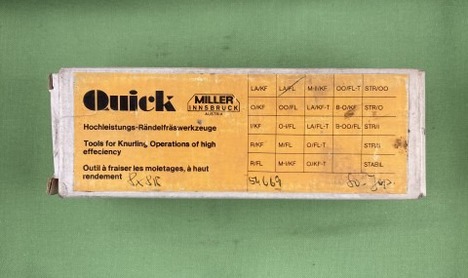 Quick
MILLER
INNSBRUCK
AUSTRIA
Hochleistungs-Rändelfräswerkzeuge
Tools for Knurling Operations of high
effeciency
Outil à fraiser les moletages, à haut
rendement
LA/KF LA/FL M-II/KF OO/FL-T STR/OO
O/KF OO/FL LA/KF-T B-O/KF STR/O
I/KF O-I/FL LA/FL-T B-OO/FL STR/I
R/KF M/FL O/FL-T STR/II
R/FL M-I/KF O/KF-T STABIL